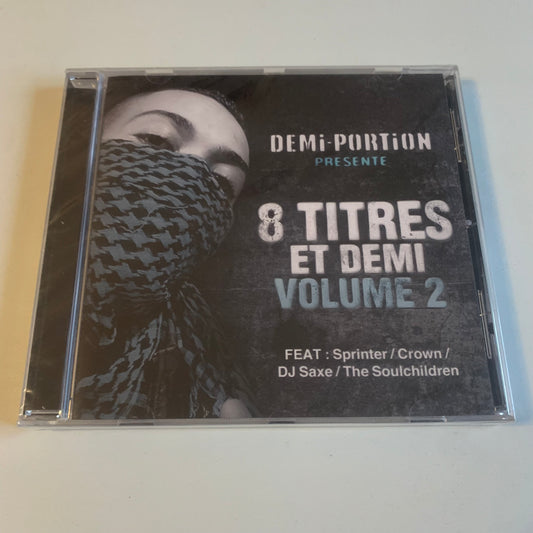 DEMi-PORTiON
PRESENTE
8 TITRES
ET DEMI
VOLUME 2
FEAT : Sprinter / Crown /
DJ Saxe / The Soulchildren